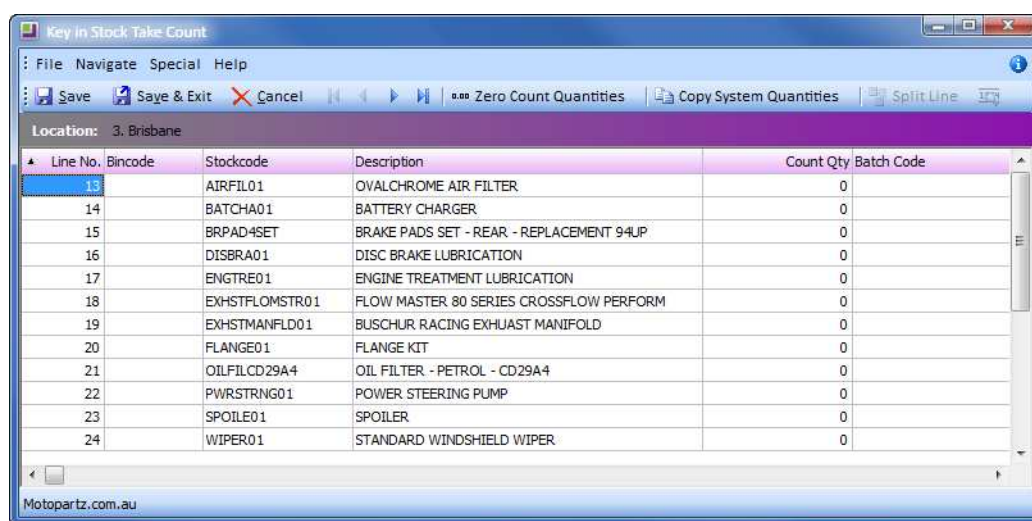 Key in Stock Take Count
File Navigate Special Help
Save Save & Exit Cancel 0.00 Zero Count Quantities Copy System Quantities Split Line
Location: 3. Brisbane
Line No. Bincode Stockcode Description Count Qty Batch Code
13 AIRFIL01 OVALCHROME AIR FILTER 0
14 BATCHA01 BATTERY CHARGER 0
15 BRPAD4SET BRAKE PADS SET - REAR - REPLACEMENT 94UP 0
16 DISBRA01 DISC BRAKE LUBRICATION 0
17 ENGTRE01 ENGINE TREATMENT LUBRICATION 0
18 EXHSTFLOMSTR01 FLOW MASTER 80 SERIES CROSSFLOW PERFORM 0
19 EXHSTMANFLD01 BUSCHUR RACING EXHUAST MANIFOLD 0
20 FLANGE01 FLANGE KIT 0
21 OILFILCD29A4 OIL FILTER - PETROL - CD29A4 0
22 PWRSTRNG01 POWER STEERING PUMP 0
23 SPOILE01 SPOILER 0
24 WIPER01 STANDARD WINDSHIELD WIPER 0
Motopartz.com.au